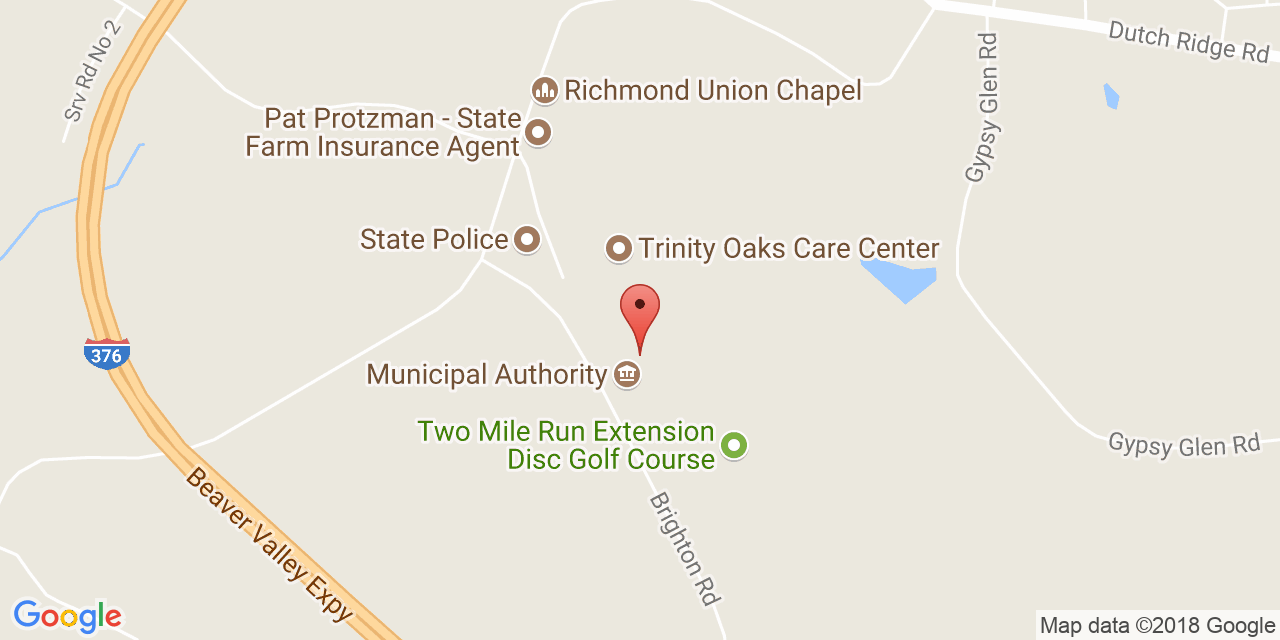 Dutch Ridge Rd
Srv Rd No 2
Gypsy Glen Rd
Richmond Union Chapel
Pat Protzman - State
Farm Insurance Agent
State Police
Trinity Oaks Care Center
376
Municipal Authority
Two Mile Run Extension
Disc Golf Course
Gypsy Glen Rd
Beaver Valley Expy
Brighton Rd
Google
Map data ©2018 Google